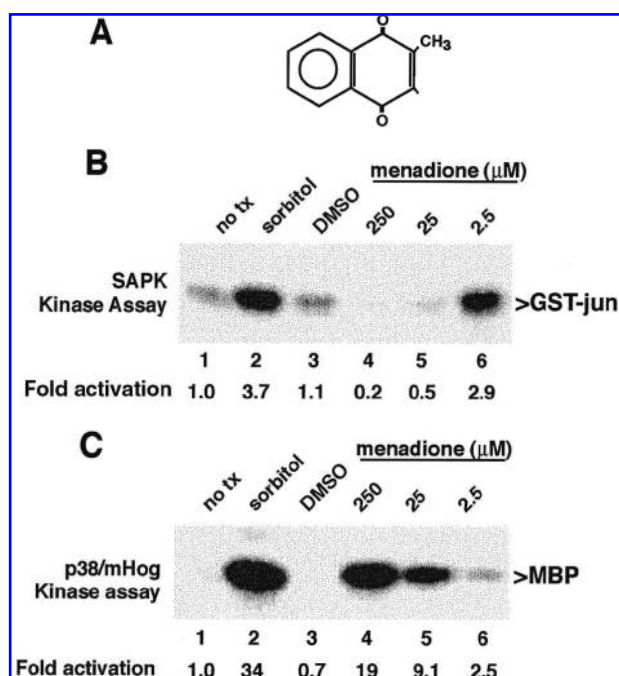 A
O
CH3
O
B
menadione (µM)
no tx sorbitol DMSO 250 25 2.5
SAPK
Kinase Assay
>GST-jun
1 2 3 4 5 6
Fold activation 1.0 3.7 1.1 0.2 0.5 2.9
C
menadione (µM)
no tx sorbitol DMSO 250 25 2.5
p38/mHog
Kinase assay
>MBP
1 2 3 4 5 6
Fold activation 1.0 34 0.7 19 9.1 2.5